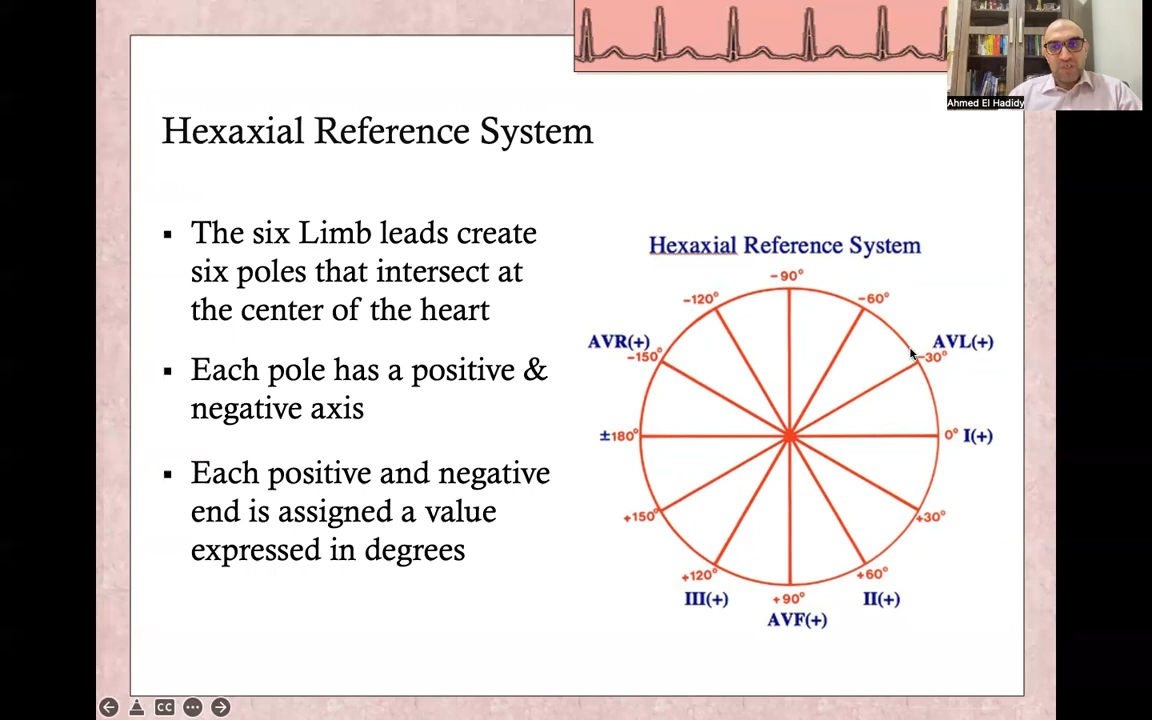 Ahmed El Hadidy
Hexaxial Reference System
▪ The six Limb leads create
six poles that intersect at
the center of the heart
▪ Each pole has a positive &
negative axis
▪ Each positive and negative
end is assigned a value
expressed in degrees
Hexaxial Reference System
-90°
-120°
-60°
AVR(+)
AVL(+)
-150°
-30°
±180°
0° I(+)
+150°
+30°
+120°
+60°
III(+)
+90°
II(+)
AVF(+)
CC